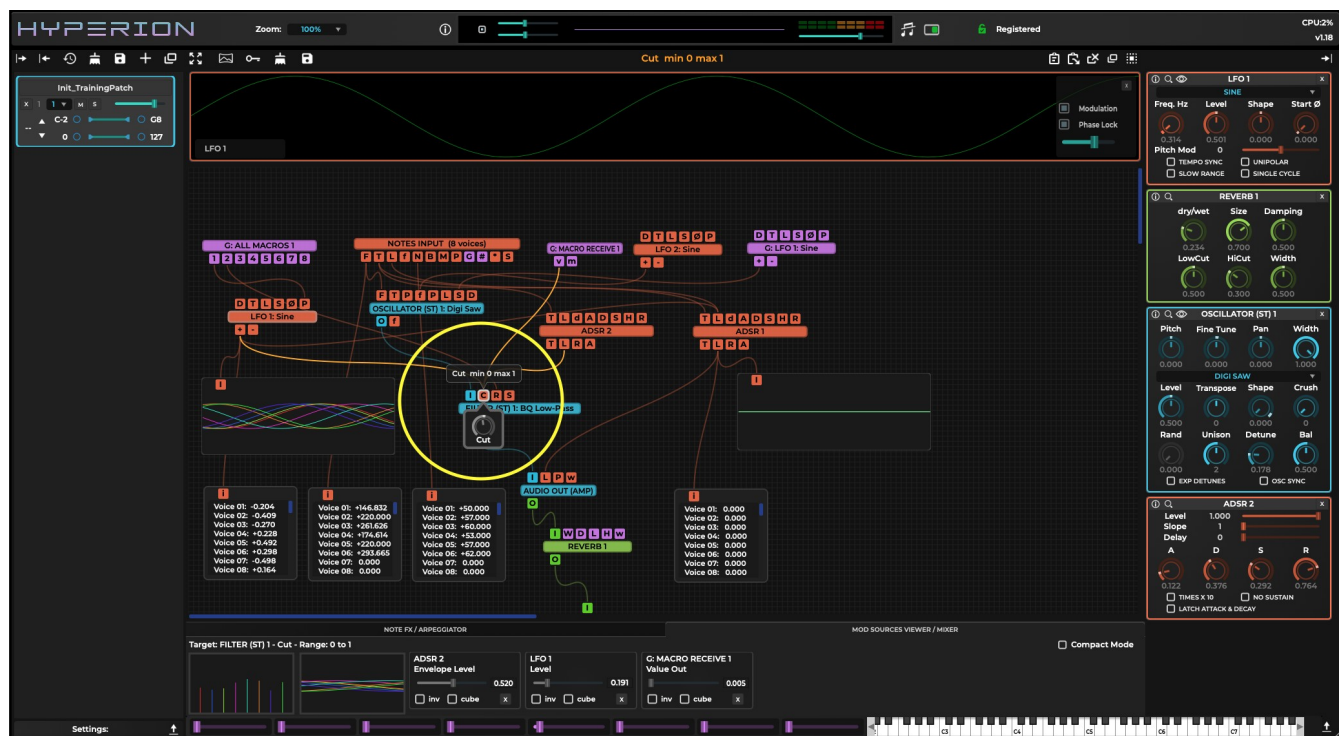 HYPERION
Zoom: 100%
Registered
CPU:2%
v1.18
Cut min 0 max 1
Init_TrainingPatch
X 1 1 M S
C-2 G8
-- 0 127
LFO 1
X
Modulation
Phase Lock
G: ALL MACROS 1
1 2 3 4 5 6 7 8
NOTES INPUT (8 voices)
F T L f N B M P G # * S
G: MACRO RECEIVE 1
v m
D T L S Ø P
LFO 2: Sine
+ -
D T L S Ø P
G: LFO 1: Sine
+ -
D T L S Ø P
LFO 1: Sine
+ -
F T P f P L S D
OSCILLATOR (ST) 1: Digi Saw
O f
T L d A D S H R
ADSR 2
T L R A
T L d A D S H R
ADSR 1
T L R A
Cut min 0 max 1
I C R S
FILTER (ST) 1: BQ Low-Pass
Cut
I
I
I L P w
AUDIO OUT (AMP)
O
I W D L H w
REVERB 1
O
I
I
Voice 01: -0.204
Voice 02: -0.409
Voice 03: -0.270
Voice 04: +0.228
Voice 05: +0.492
Voice 06: +0.298
Voice 07: -0.498
Voice 08: +0.164
I
Voice 01: +146.832
Voice 02: +220.000
Voice 03: +261.626
Voice 04: +174.614
Voice 05: +220.000
Voice 06: +293.665
Voice 07: 0.000
Voice 08: 0.000
I
Voice 01: +50.000
Voice 02: +57.000
Voice 03: +60.000
Voice 04: +53.000
Voice 05: +57.000
Voice 06: +62.000
Voice 07: 0.000
Voice 08: 0.000
I
Voice 01: 0.000
Voice 02: 0.000
Voice 03: 0.000
Voice 04: 0.000
Voice 05: 0.000
Voice 06: 0.000
Voice 07: 0.000
Voice 08: 0.000
LFO 1 X
SINE
Freq. Hz Level Shape Start Ø
0.314 0.501 0.000 0.000
Pitch Mod 0
TEMPO SYNC UNIPOLAR
SLOW RANGE SINGLE CYCLE
REVERB 1 X
dry/wet Size Damping
0.234 0.700 0.500
LowCut HiCut Width
0.500 0.300 0.500
OSCILLATOR (ST) 1 X
Pitch Fine Tune Pan Width
0.000 0.000 0.000 1.000
DIGI SAW
Level Transpose Shape Crush
0.500 0 0.000 0
Rand Unison Detune Bal
0.000 2 0.178 0.500
EXP DETUNES OSC SYNC
ADSR 2 X
Level 1.000
Slope 1
Delay 0
A D S R
0.122 0.376 0.292 0.764
TIMES X 10 NO SUSTAIN
LATCH ATTACK & DECAY
NOTE FX / ARPEGGIATOR
MOD SOURCES VIEWER / MIXER
Target: FILTER (ST) 1 - Cut - Range: 0 to 1
Compact Mode
ADSR 2
Envelope Level
0.520
inv cube x
LFO 1
Level
0.191
inv cube x
G: MACRO RECEIVE 1
Value Out
0.005
inv cube x
Settings:
C3 C4 C5 C6 C7